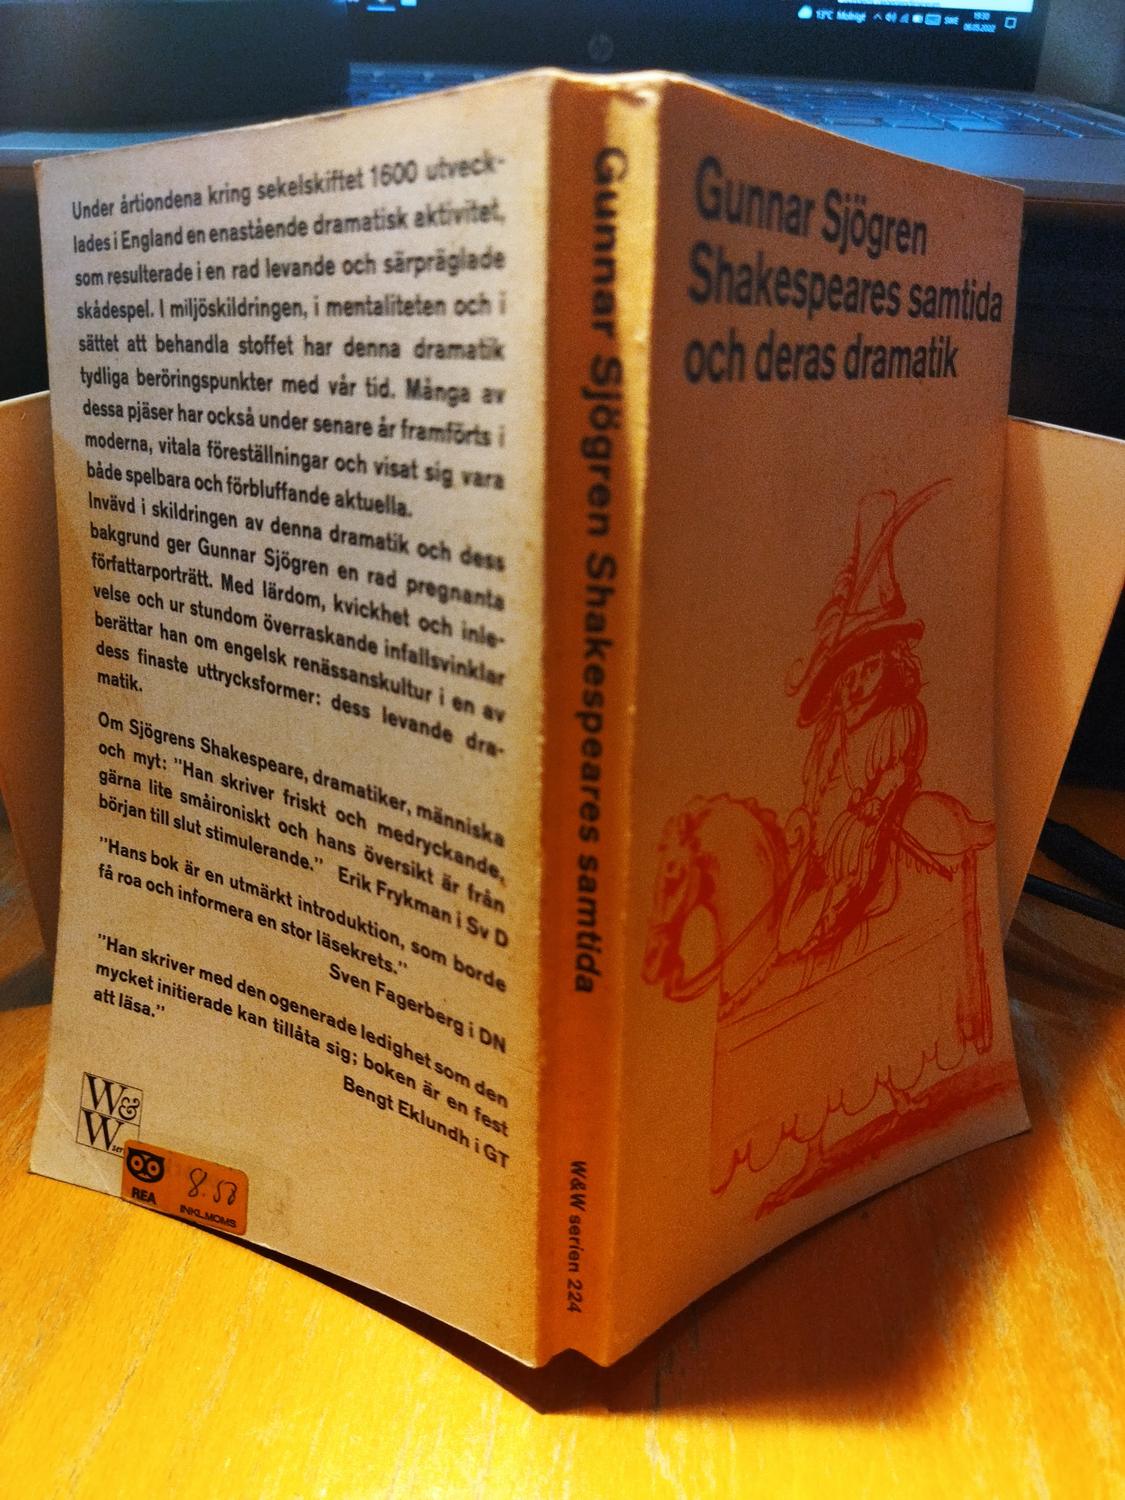 13°C Molnigt
SWE
19:30
Under årtiondena kring sekelskiftet 1600 utveck-
lades i England en enastående dramatisk aktivitet,
som resulterade i en rad levande och särpräglade
skådespel. I miljöskildringen, i mentaliteten och i
sättet att behandla stoffet har denna dramatik
tydliga beröringspunkter med vår tid. Många av
dessa pjäser har också under senare år framförts i
moderna, vitala föreställningar och visat sig vara
både spelbara och förbluffande aktuella.
Invävd i skildringen av denna dramatik och dess
bakgrund ger Gunnar Sjögren en rad pregnanta
författarporträtt. Med lärdom, kvickhet och inle-
velse och ur stundom överraskande infallsvinklar
berättar han om engelsk renässanskultur i en av
dess finaste uttrycksformer: dess levande dra-
matik.
Om Sjögrens Shakespeare, dramatiker, människa
och myt: "Han skriver friskt och medryckande,
gärna lite småironiskt och hans översikt är från
början till slut stimulerande." Erik Frykman i Sv D
"Hans bok är en utmärkt introduktion, som borde
få roa och informera en stor läsekrets."
Sven Fagerberg i DN
"Han skriver med den ogenerade ledighet som den
mycket initierade kan tillåta sig; boken är en fest
att läsa."
Bengt Eklundh i GT
W&
W
REA
8.50
INKL.MOMS
Gunnar Sjögren Shakespeares samtida
W&W serien 224
Gunnar Sjögren
Shakespeares samtida
och deras dramatik